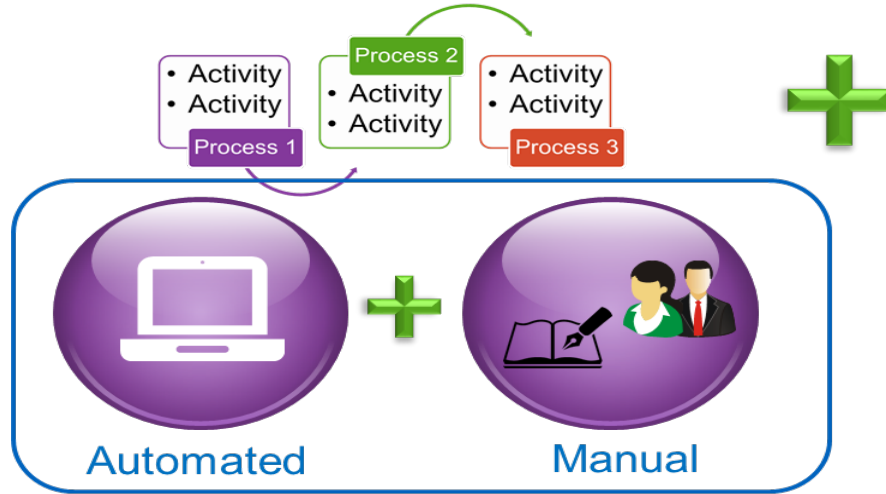 • Activity
• Activity
Process 1
Process 2
• Activity
• Activity
• Activity
• Activity
Process 3
Automated
Manual